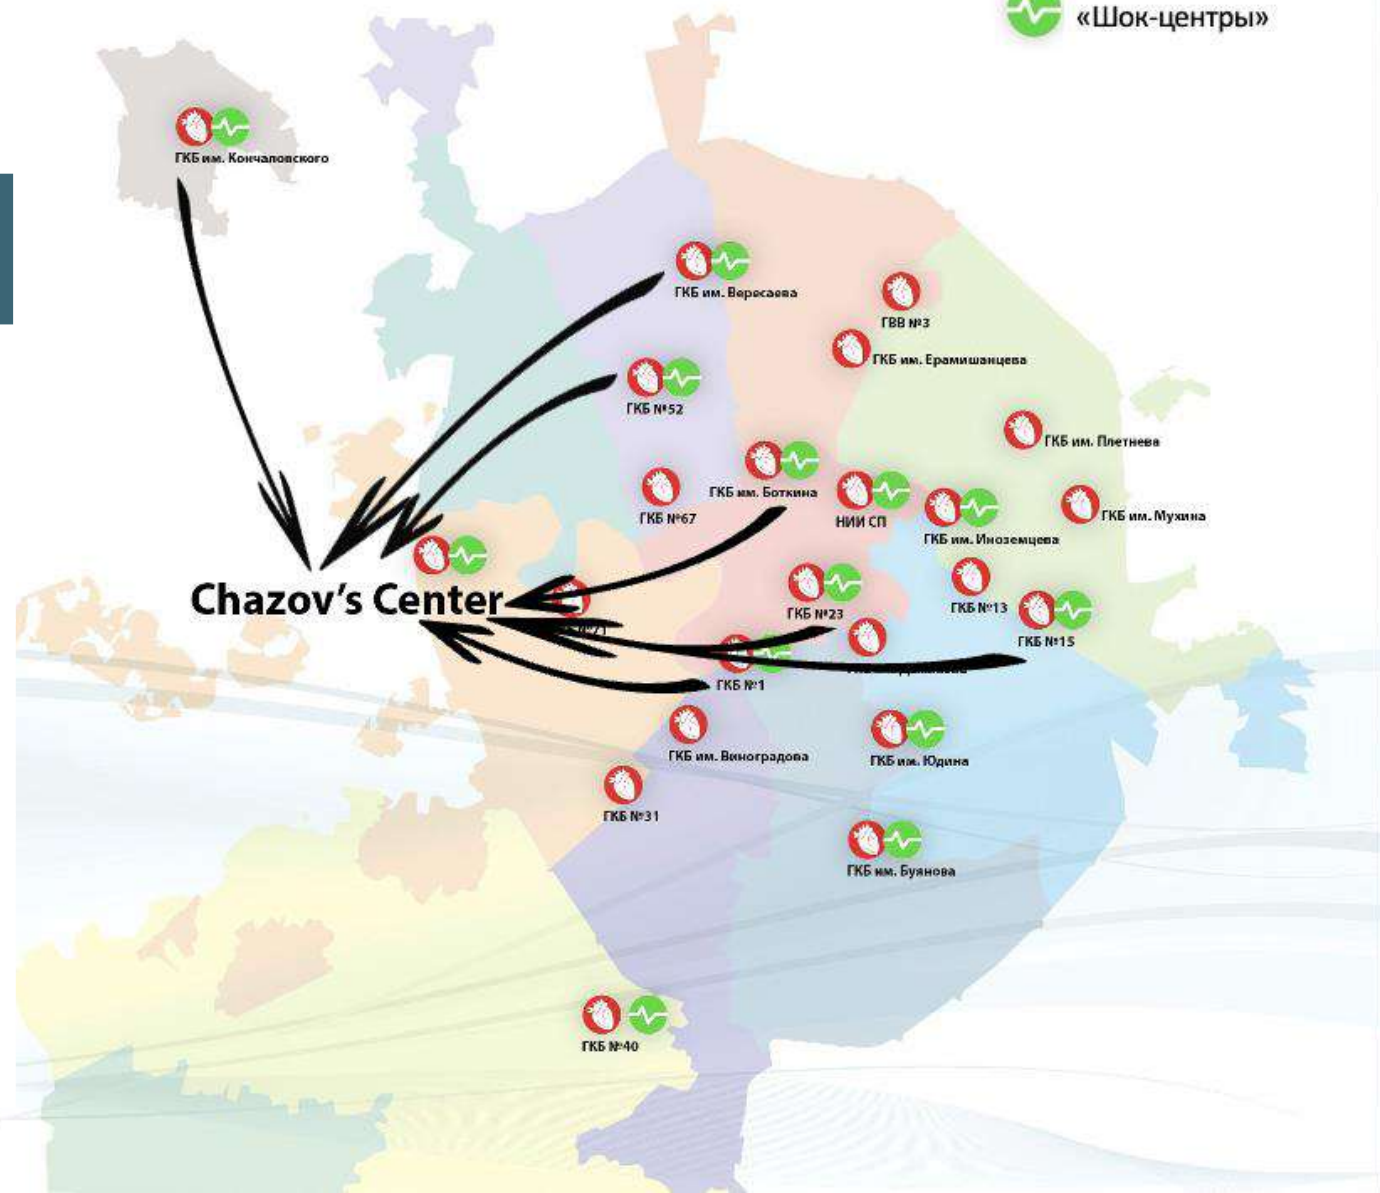 «Шок-центры»
ГКБ им. Кончаловского
ГКБ им. Вересаева
ГВВ №3
ГКБ им. Ерамишанцева
ГКБ №52
ГКБ им. Плетнева
ГКБ им. Боткина
ГКБ №67
НИИ СП
ГКБ им. Мухина
ГКБ им. Иноземцева
Chazov's Center
ГКБ №13
ГКБ №23
ГКБ №15
ГКБ №1
ГКБ им. Виноградова
ГКБ им. Юдина
ГКБ №31
ГКБ им. Буянова
ГКБ №40